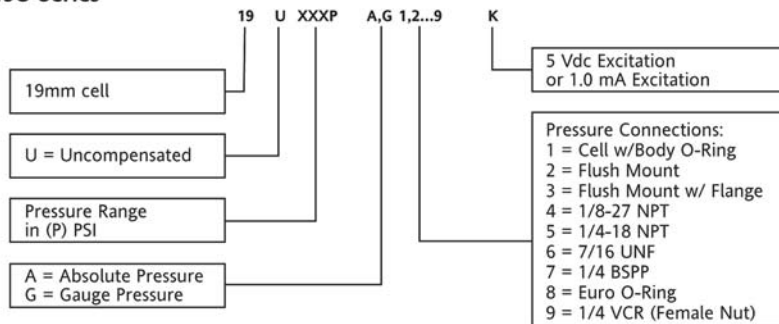 19 U XXXP A,G 1,2...9 K
19mm cell
U = Uncompensated
Pressure Range
in (P) PSI
A = Absolute Pressure
G = Gauge Pressure
5 Vdc Excitation
or 1.0 mA Excitation
Pressure Connections:
1 = Cell w/Body O-Ring
2 = Flush Mount
3 = Flush Mount w/ Flange
4 = 1/8-27 NPT
5 = 1/4-18 NPT
6 = 7/16 UNF
7 = 1/4 BSPP
8 = Euro O-Ring
9 = 1/4 VCR (Female Nut)